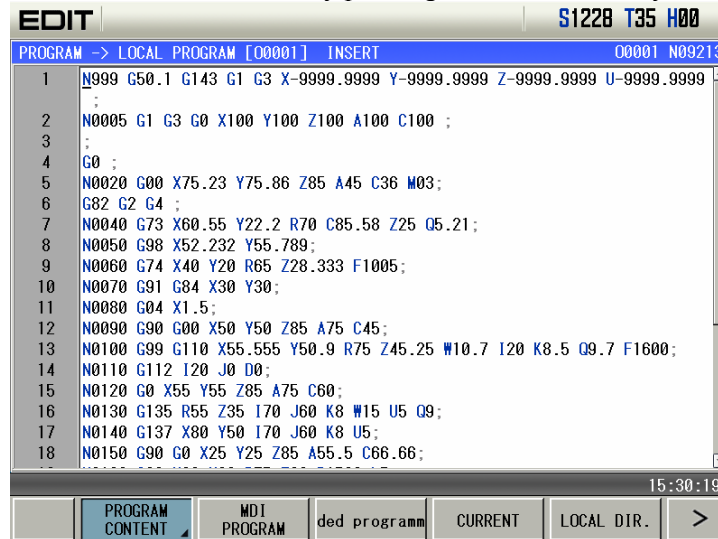 EDIT S1228 T35 H00
PROGRAM -> LOCAL PROGRAM [O0001] INSERT O0001 N09213
1 N999 G50.1 G143 G1 G3 X-9999.9999 Y-9999.9999 Z-9999.9999 U-9999.9999
;
2 N0005 G1 G3 G0 X100 Y100 Z100 A100 C100 ;
3 ;
4 G0 ;
5 N0020 G00 X75.23 Y75.86 Z85 A45 C36 M03;
6 G82 G2 G4 ;
7 N0040 G73 X60.55 Y22.2 R70 C85.58 Z25 Q5.21;
8 N0050 G98 X52.232 Y55.789;
9 N0060 G74 X40 Y20 R65 Z28.333 F1005;
10 N0070 G91 G84 X30 Y30;
11 N0080 G04 X1.5;
12 N0090 G90 G00 X50 Y50 Z85 A75 C45;
13 N0100 G99 G110 X55.555 Y50.9 R75 Z45.25 W10.7 I20 K8.5 Q9.7 F1600;
14 N0110 G112 I20 J0 D0;
15 N0120 G0 X55 Y55 Z85 A75 C60;
16 N0130 G135 R55 Z35 I70 J60 K8 W15 U5 Q9;
17 N0140 G137 X80 Y50 I70 J60 K8 U5;
18 N0150 G90 G0 X25 Y25 Z85 A55.5 C66.66;
15:30:19
PROGRAM CONTENT
MDI PROGRAM
ded programm
CURRENT
LOCAL DIR.
>